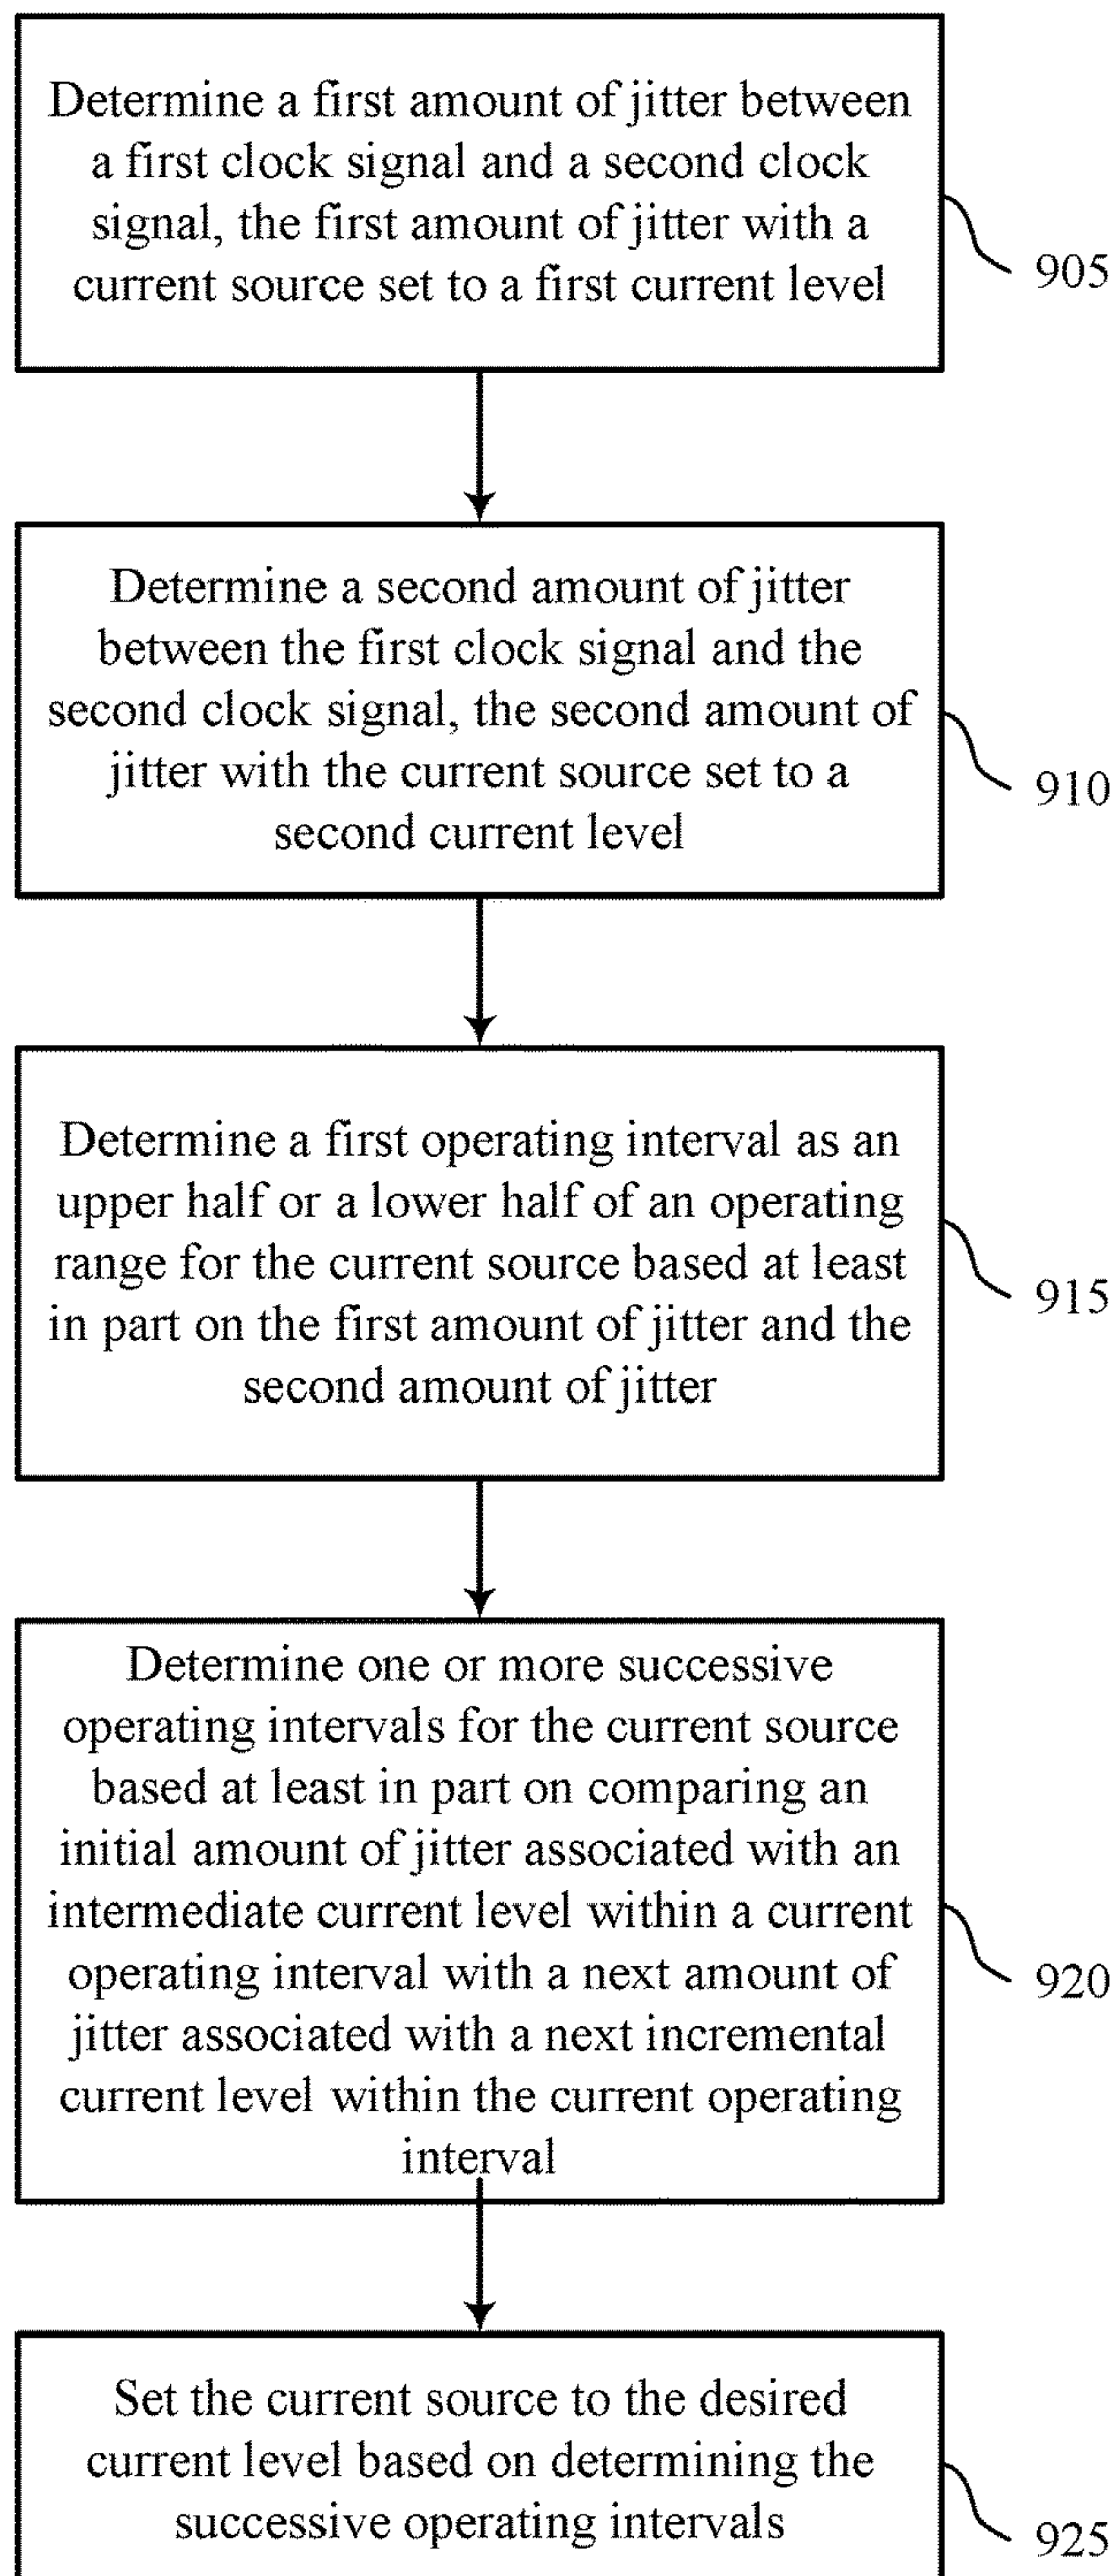 Determine a first amount of jitter between
a first clock signal and a second clock
signal, the first amount of jitter with a
current source set to a first current level
905
Determine a second amount of jitter
between the first clock signal and the
second clock signal, the second amount of
jitter with the current source set to a
second current level
910
Determine a first operating interval as an
upper half or a lower half of an operating
range for the current source based at least
in part on the first amount of jitter and the
second amount of jitter
915
Determine one or more successive
operating intervals for the current source
based at least in part on comparing an
initial amount of jitter associated with an
intermediate current level within a current
operating interval with a next amount of
jitter associated with a next incremental
current level within the current operating
interval
920
Set the current source to the desired
current level based on determining the
successive operating intervals
925